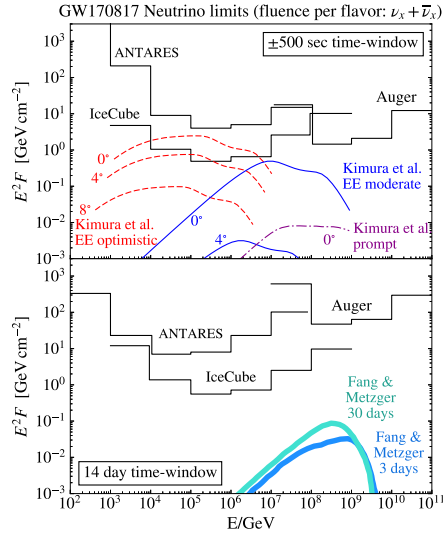 GW170817 Neutrino limits (fluence per flavor: νₓ + ν̄ₓ)
±500 sec time-window
ANTARES
IceCube
Auger
0°
4°
8°
Kimura et al.
EE optimistic
Kimura et al.
EE moderate
0°
4°
Kimura et al.
prompt
0°
E²F [GeV cm⁻²]
10³
10²
10¹
10⁰
10⁻¹
10⁻²
10⁻³
Auger
ANTARES
IceCube
Fang &
Metzger
30 days
Fang &
Metzger
3 days
14 day time-window
E²F [GeV cm⁻²]
10³
10²
10¹
10⁰
10⁻¹
10⁻²
10⁻³
10² 10³ 10⁴ 10⁵ 10⁶ 10⁷ 10⁸ 10⁹ 10¹⁰ 10¹¹
E/GeV